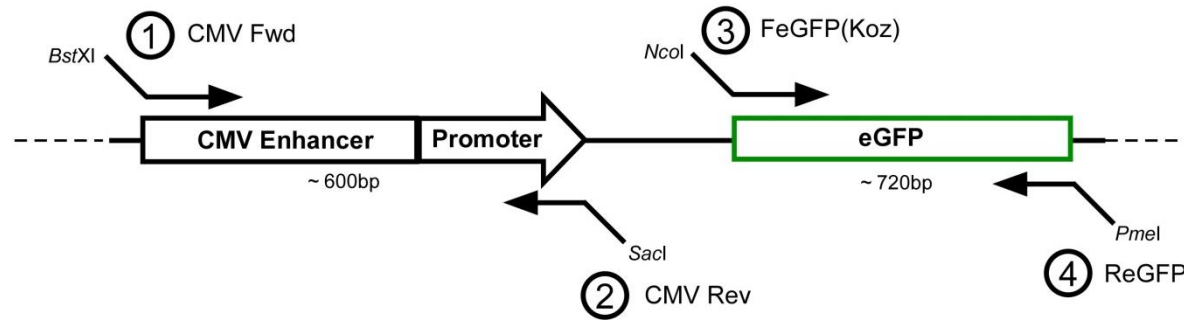 1 CMV Fwd
BstXI
3 FeGFP(Koz)
NcoI
CMV Enhancer
Promoter
eGFP
~ 600bp
~ 720bp
SacI
2 CMV Rev
PmeI
4 ReGFP